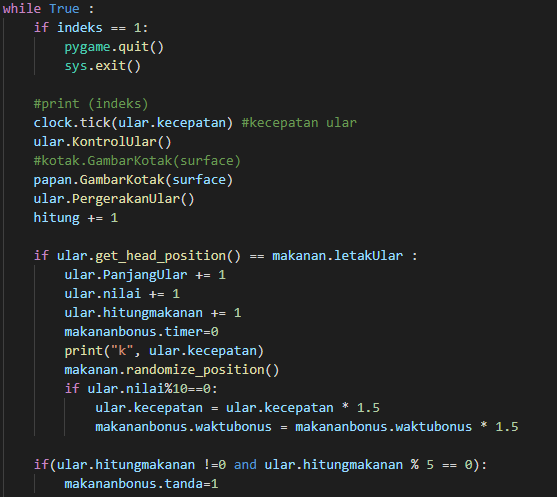 while True :
    if indeks == 1:
        pygame.quit()
        sys.exit()

    #print (indeks)
    clock.tick(ular.kecepatan) #kecepatan ular
    ular.KontrolUlar()
    #kotak.GambarKotak(surface)
    papan.GambarKotak(surface)
    ular.PergerakanUlar()
    hitung += 1

    if ular.get_head_position() == makanan.letakUlar :
        ular.PanjangUlar += 1
        ular.nilai += 1
        ular.hitungmakanan += 1
        makananbonus.timer=0
        print("k", ular.kecepatan)
        makanan.randomize_position()
        if ular.nilai%10==0:
            ular.kecepatan = ular.kecepatan * 1.5
            makananbonus.waktubonus = makananbonus.waktubonus * 1.5

    if(ular.hitungmakanan !=0 and ular.hitungmakanan % 5 == 0):
        makananbonus.tanda=1